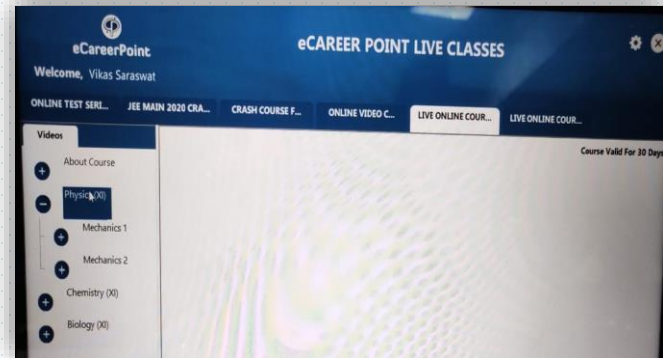 eCareerPoint
eCAREER POINT LIVE CLASSES
Welcome, Vikas Saraswat
ONLINE TEST SERI... JEE MAIN 2020 CRA... CRASH COURSE F... ONLINE VIDEO C... LIVE ONLINE COUR... LIVE ONLINE COUR...
Videos
Course Valid For 30 Days
About Course
Physics (XI)
Mechanics 1
Mechanics 2
Chemistry (XI)
Biology (XI)